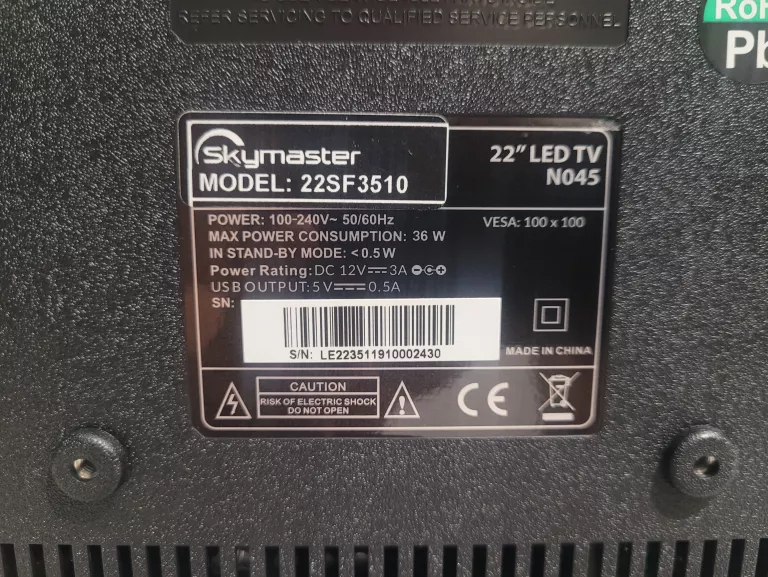 REFER SERVICING TO QUALIFIED SERVICE PERSONNEL
RoH
Pb
Skymaster
MODEL: 22SF3510
22" LED TV
N045
POWER: 100-240V~ 50/60Hz
VESA: 100 x 100
MAX POWER CONSUMPTION: 36 W
IN STAND-BY MODE: <0.5W
Power Rating: DC 12V⎓3A
USB OUTPUT: 5V⎓0.5A
SN:
S/N: LE223511910002430
MADE IN CHINA
CAUTION
RISK OF ELECTRIC SHOCK
DO NOT OPEN
CE